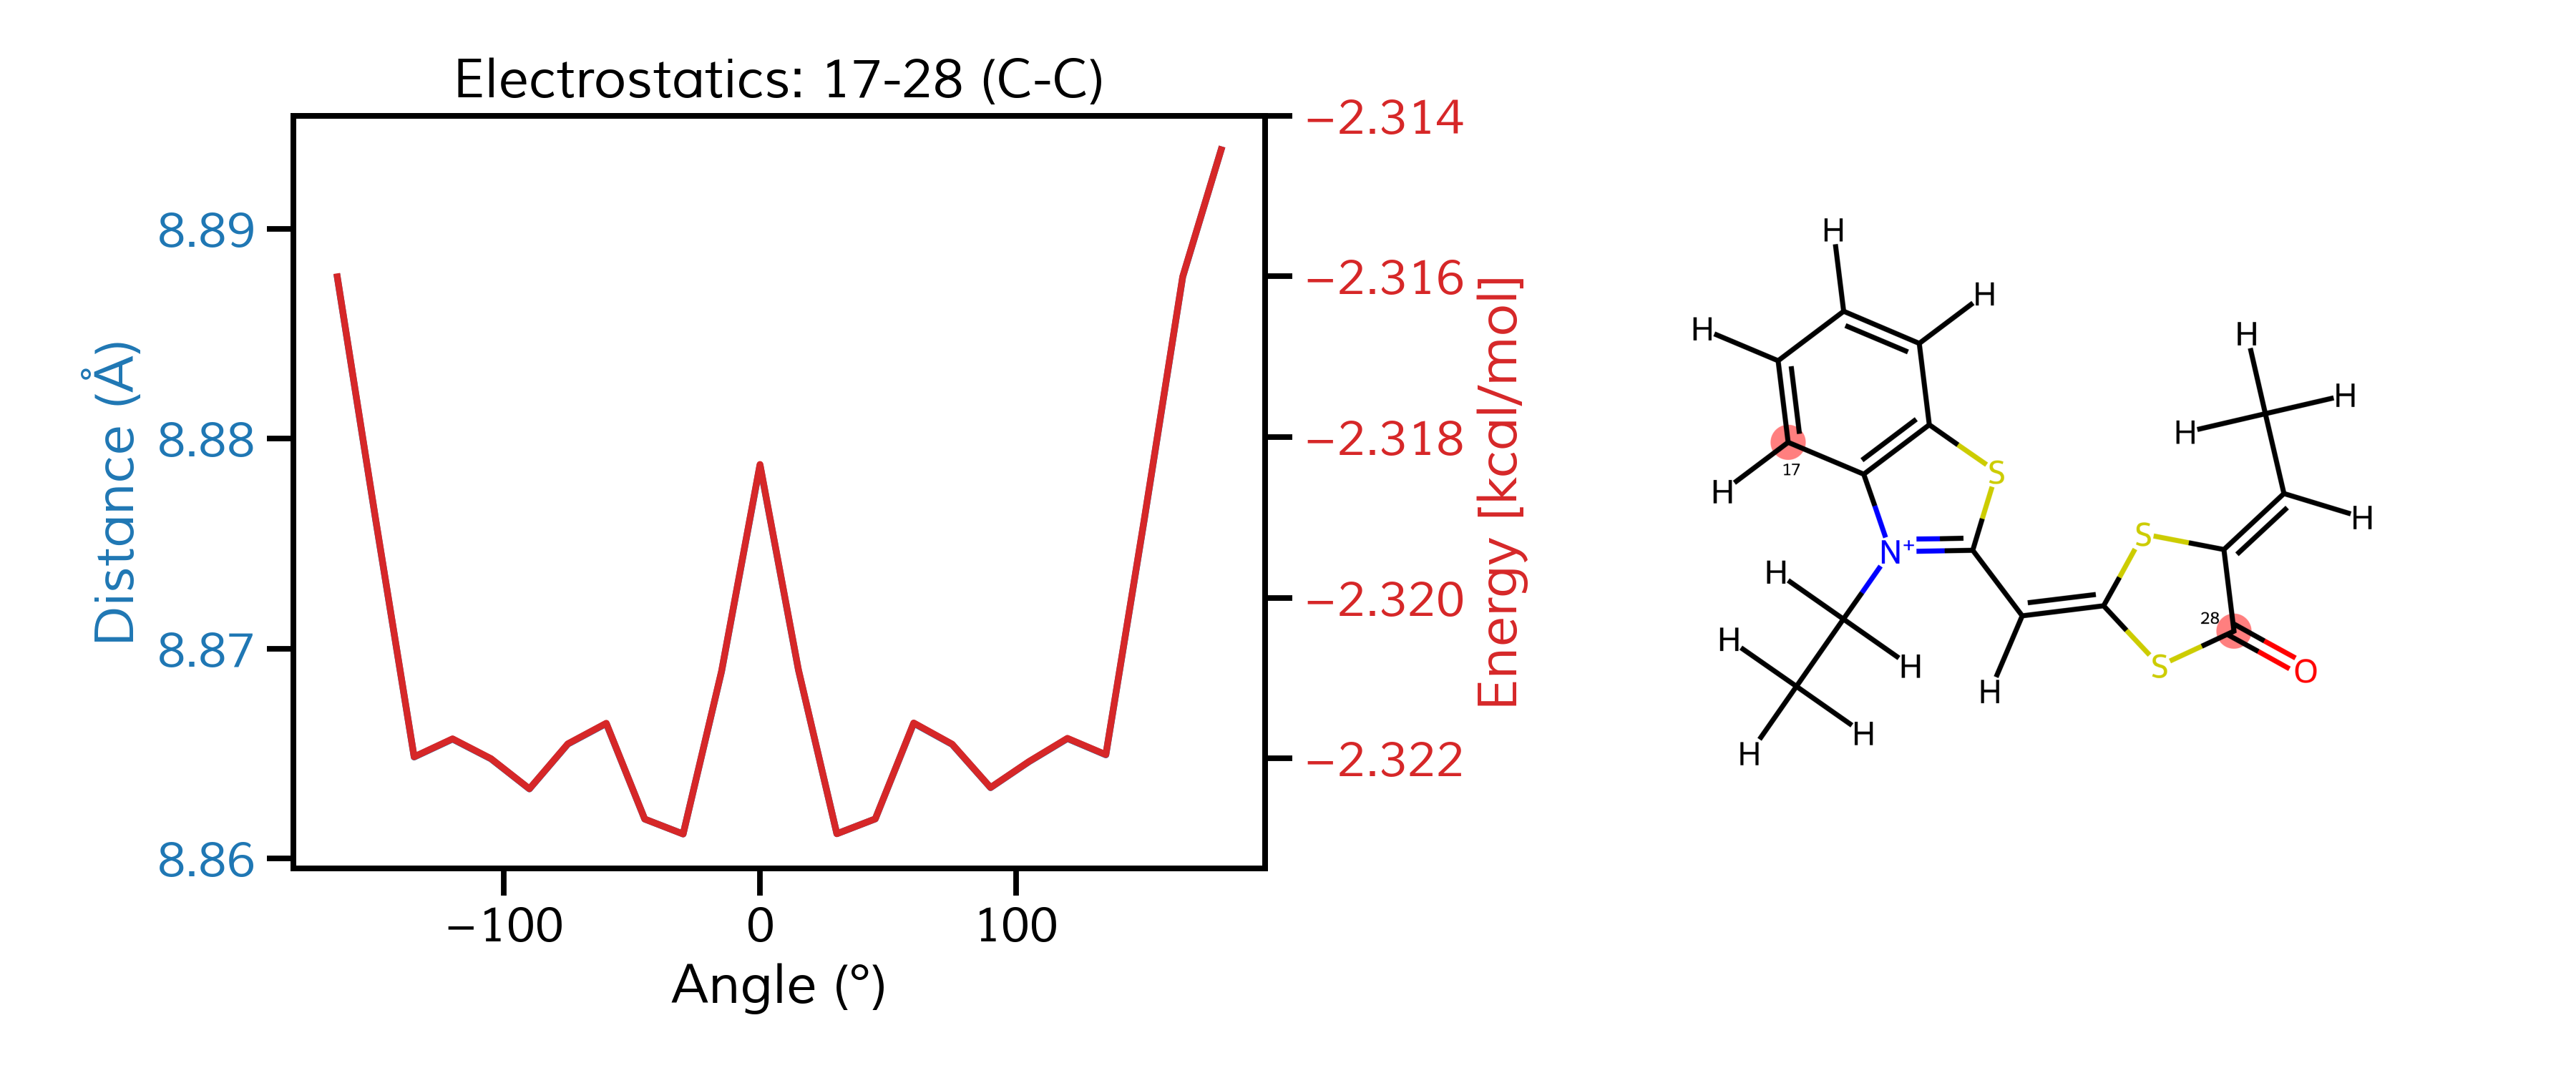 Electrostatics: 17-28 (C-C)
Distance (Å)
8.89
8.88
8.87
8.86
−100
0
100
Angle (°)
−2.314
−2.316
−2.318
−2.320
−2.322
Energy [kcal/mol]
H
H
H
H
H
H
17
S
H
S
H
N+
H
28
H
H
S
O
H
H
H